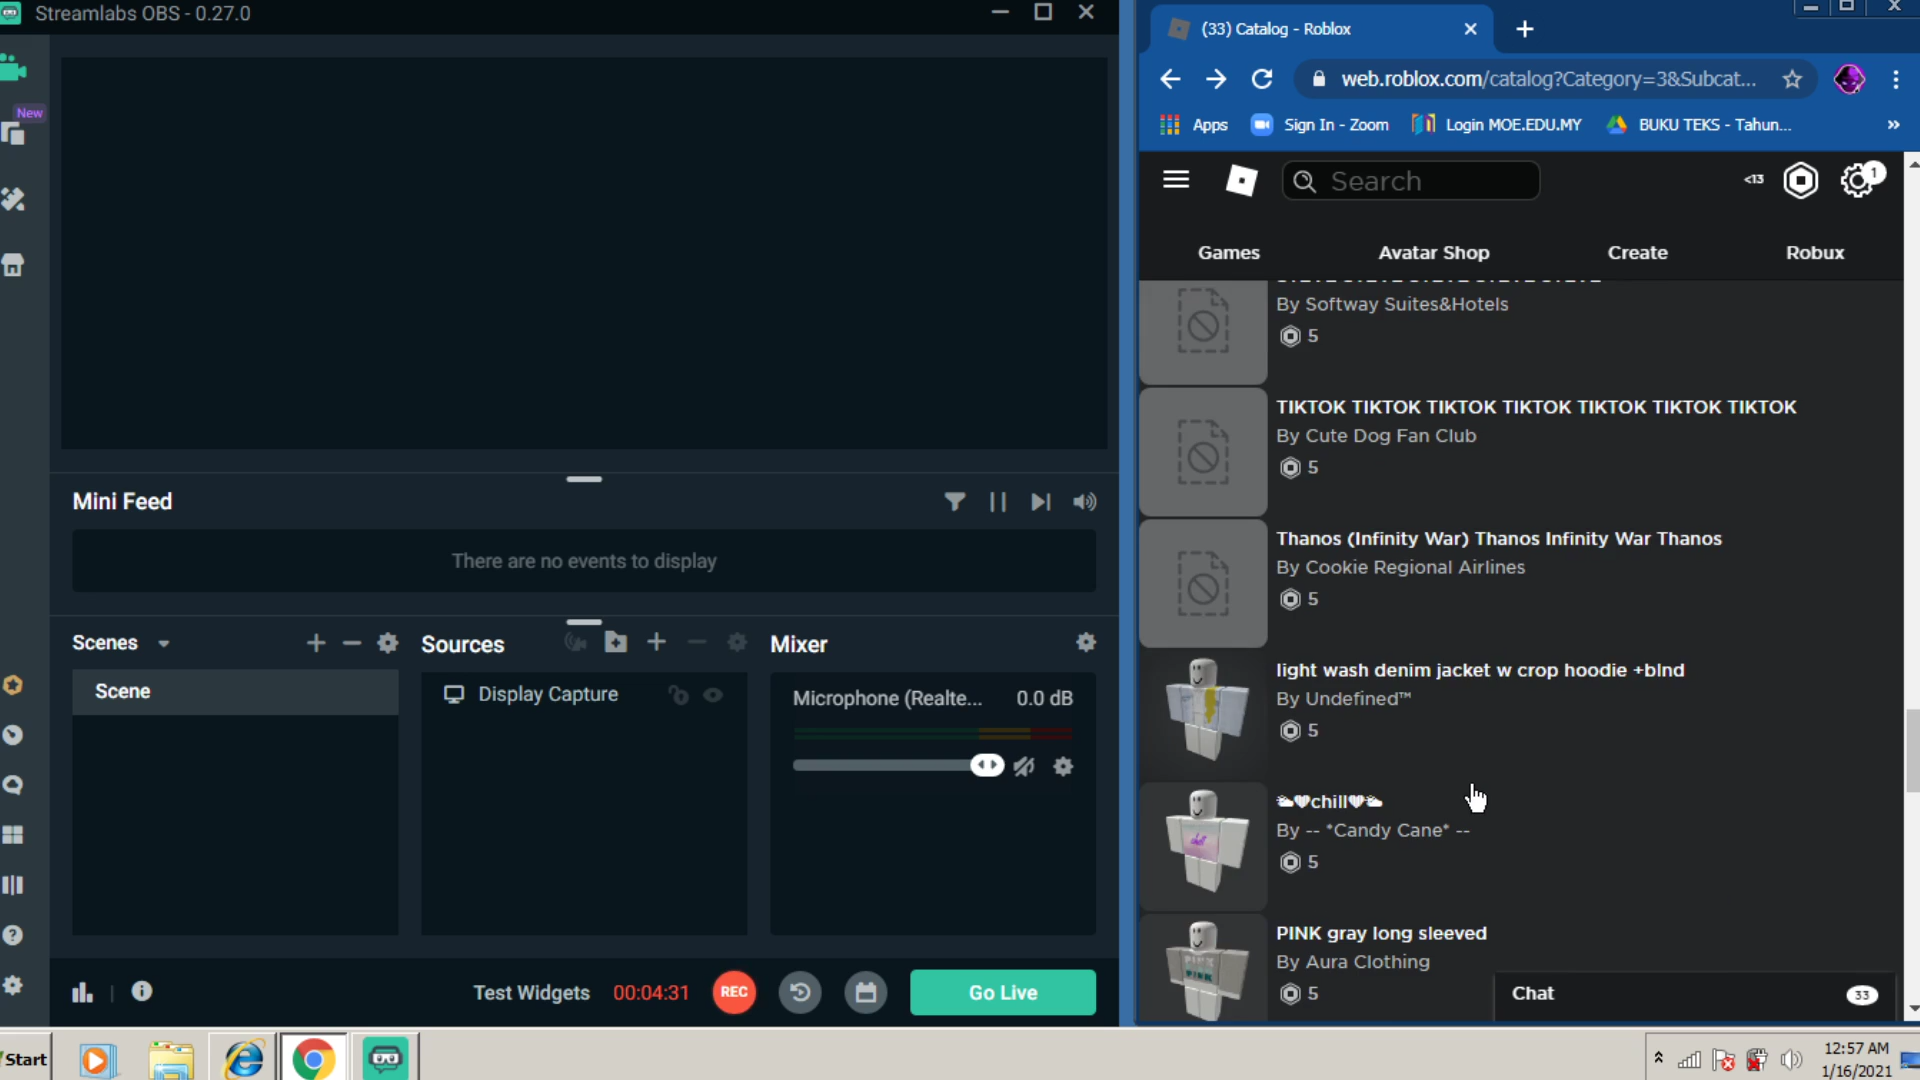 Streamlabs OBS - 0.27.0
New
Mini Feed
There are no events to display
Scenes
Scene
Sources
Display Capture
Mixer
Microphone (Realte... 0.0 dB
Test Widgets 00:04:31 REC
Go Live
(33) Catalog - Roblox
web.roblox.com/catalog?Category=3&Subcat...
Apps
Sign In - Zoom
Login MOE.EDU.MY
BUKU TEKS - Tahun...
»
Search
<13
1
Games
Avatar Shop
Create
Robux
By Softway Suites&Hotels
5
TIKTOK TIKTOK TIKTOK TIKTOK TIKTOK TIKTOK TIKTOK
By Cute Dog Fan Club
5
Thanos (Infinity War) Thanos Infinity War Thanos
By Cookie Regional Airlines
5
light wash denim jacket w crop hoodie +blnd
By Undefined™
5
🌥️🖤chill🖤🌥️
By -- *Candy Cane* --
5
PINK gray long sleeved
By Aura Clothing
5
Chat
33
Start
12:57 AM
1/16/2021